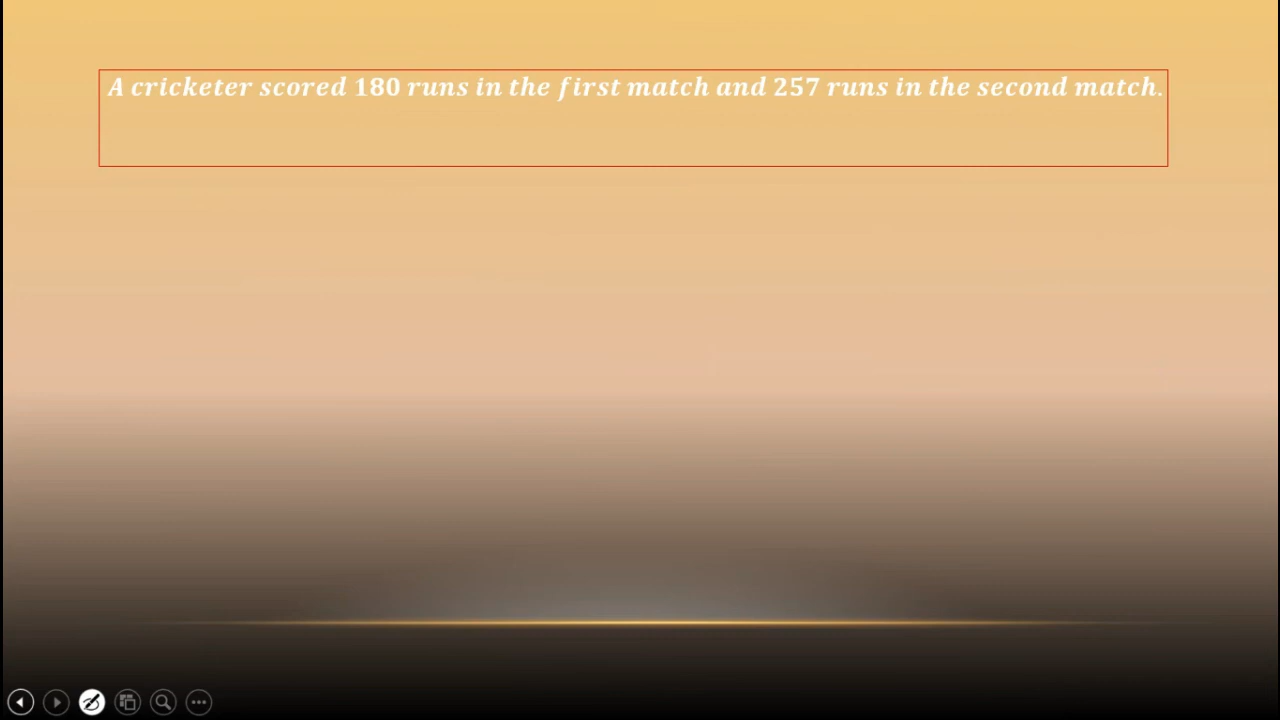 A cricketer scored 180 runs in the first match and 257 runs in the second match.